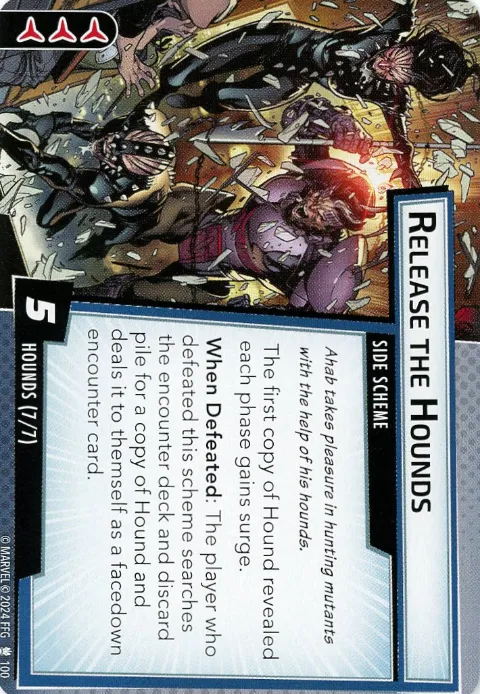 RELEASE THE HOUNDS
SIDE SCHEME
Ahab takes pleasure in hunting mutants
with the help of his hounds.
The first copy of Hound revealed
each phase gains surge.
When Defeated: The player who
defeated this scheme searches
the encounter deck and discard
pile for a copy of Hound and
deals it to themself as a facedown
encounter card.
5
HOUNDS (7/7)
© MARVEL © 2024 FFG 100